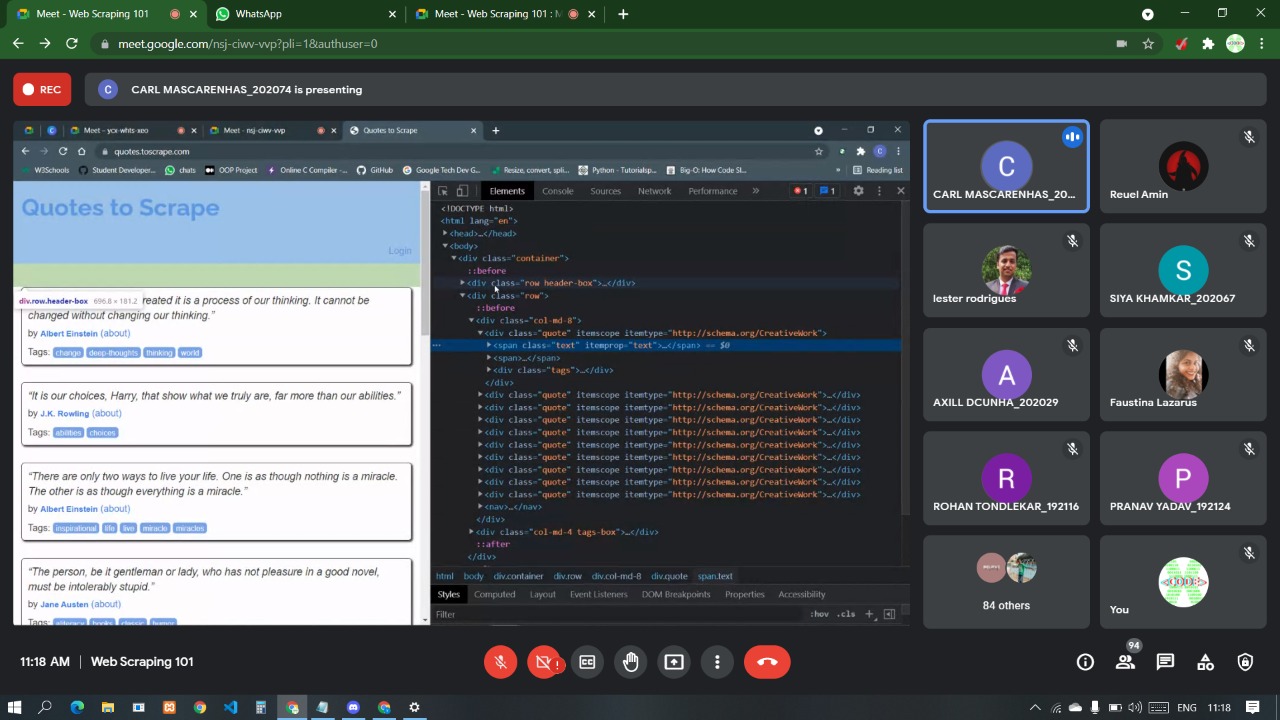 Meet - Web Scraping 101
WhatsApp
Meet - Web Scraping 101 : M
meet.google.com/nsj-ciwv-vvp?pli=1&authuser=0
REC
C
CARL MASCARENHAS_202074 is presenting
Meet – ycx-whts-xeo
Meet - nsj-ciwv-vvp
Quotes to Scrape
quotes.toscrape.com
W3Schools
Student Developer...
chats
OOP Project
Online C Compiler -...
GitHub
Google Tech Dev G...
Resize, convert, spli...
Python - Tutorialsp...
Big-O: How Code Sl...
Reading list
Quotes to Scrape
Login
div.row.header-box 696.8 × 181.2
reated it is a process of our thinking. It cannot be
changed without changing our thinking.”
by Albert Einstein (about)
Tags: change deep-thoughts thinking world
“It is our choices, Harry, that show what we truly are, far more than our abilities.”
by J.K. Rowling (about)
Tags: abilities choices
“There are only two ways to live your life. One is as though nothing is a miracle.
The other is as though everything is a miracle.”
by Albert Einstein (about)
Tags: inspirational life live miracle miracles
“The person, be it gentleman or lady, who has not pleasure in a good novel,
must be intolerably stupid.”
by Jane Austen (about)
Tags: aliteracy books classic humor
Elements Console Sources Network Performance » 1 1
<!DOCTYPE html>
<html lang="en">
<head>…</head>
<body>
<div class="container">
::before
<div class="row header-box">…</div>
<div class="row">
::before
<div class="col-md-8">
<div class="quote" itemscope itemtype="http://schema.org/CreativeWork">
<span class="text" itemprop="text">…</span> == $0
<span>…</span>
<div class="tags">…</div>
</div>
<div class="quote" itemscope itemtype="http://schema.org/CreativeWork">…</div>
<div class="quote" itemscope itemtype="http://schema.org/CreativeWork">…</div>
<div class="quote" itemscope itemtype="http://schema.org/CreativeWork">…</div>
<div class="quote" itemscope itemtype="http://schema.org/CreativeWork">…</div>
<div class="quote" itemscope itemtype="http://schema.org/CreativeWork">…</div>
<div class="quote" itemscope itemtype="http://schema.org/CreativeWork">…</div>
<div class="quote" itemscope itemtype="http://schema.org/CreativeWork">…</div>
<div class="quote" itemscope itemtype="http://schema.org/CreativeWork">…</div>
<div class="quote" itemscope itemtype="http://schema.org/CreativeWork">…</div>
<nav>…</nav>
</div>
<div class="col-md-4 tags-box">…</div>
::after
</div>
html body div.container div.row div.col-md-8 div.quote span.text
Styles Computed Layout Event Listeners DOM Breakpoints Properties Accessibility
Filter
:hov .cls
C
CARL MASCARENHAS_20...
Reuel Amin
lester rodrigues
S
SIYA KHAMKAR_202067
A
AXILL DCUNHA_202029
Faustina Lazarus
R
ROHAN TONDLEKAR_192116
P
PRANAV YADAV_192124
84 others
<CODE>
You
11:18 AM | Web Scraping 101
94
ENG 11:18